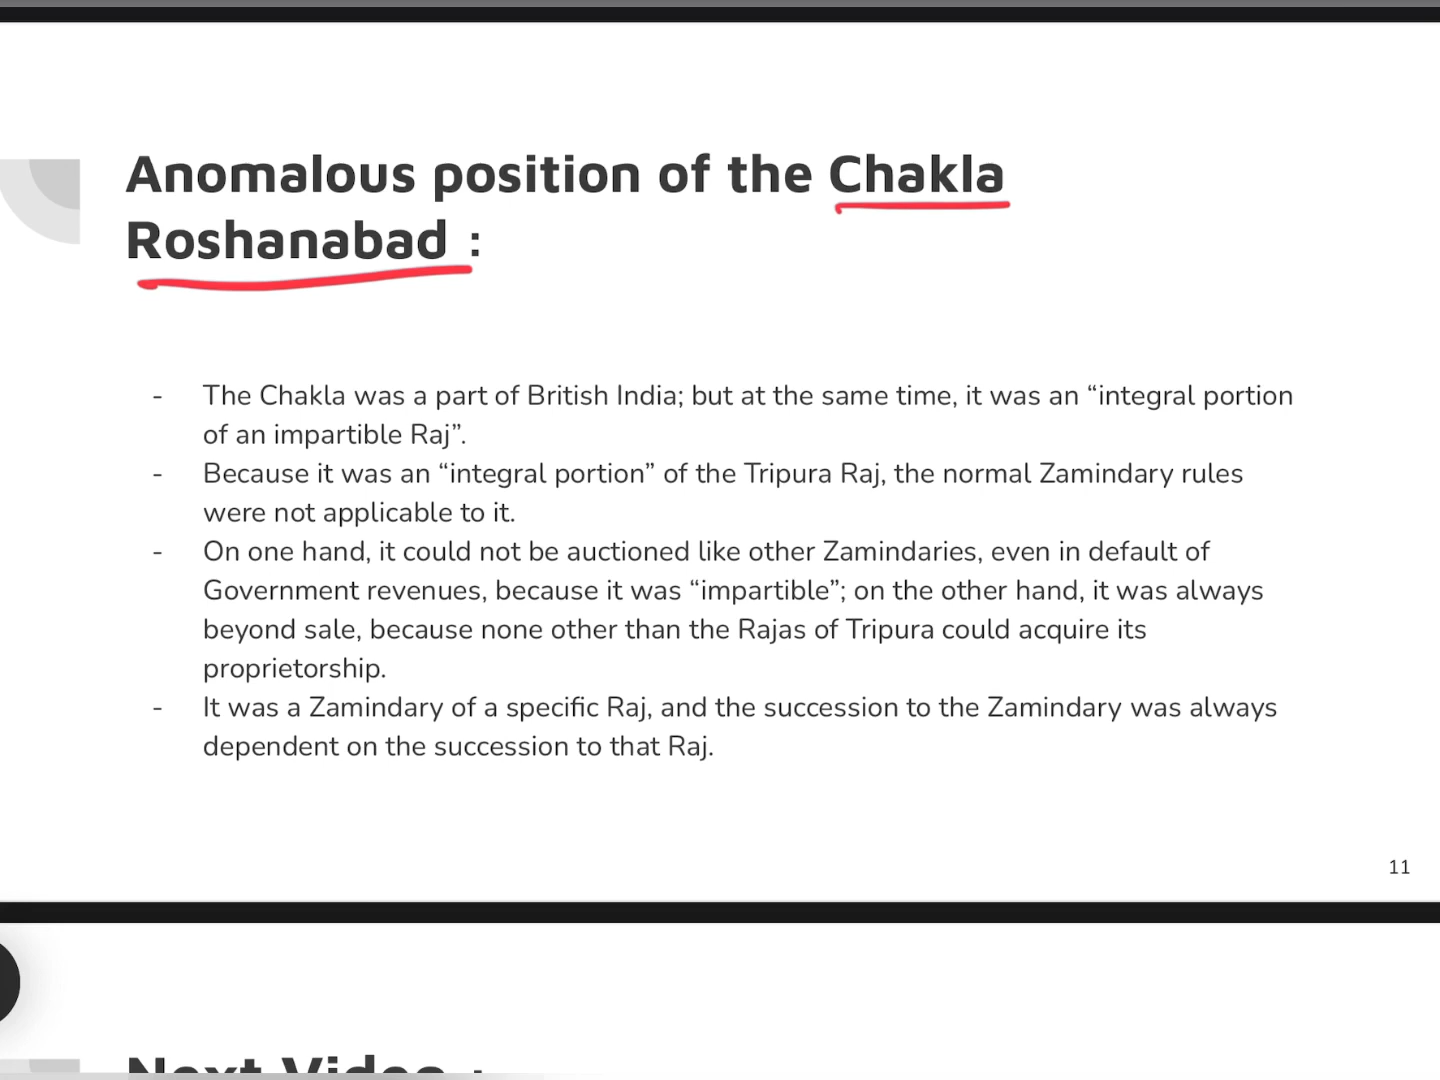 Anomalous position of the Chakla
Roshanabad :
- The Chakla was a part of British India; but at the same time, it was an “integral portion
of an impartible Raj”.
- Because it was an “integral portion” of the Tripura Raj, the normal Zamindary rules
were not applicable to it.
- On one hand, it could not be auctioned like other Zamindaries, even in default of
Government revenues, because it was “impartible”; on the other hand, it was always
beyond sale, because none other than the Rajas of Tripura could acquire its
proprietorship.
- It was a Zamindary of a specific Raj, and the succession to the Zamindary was always
dependent on the succession to that Raj.
11
Next Video :